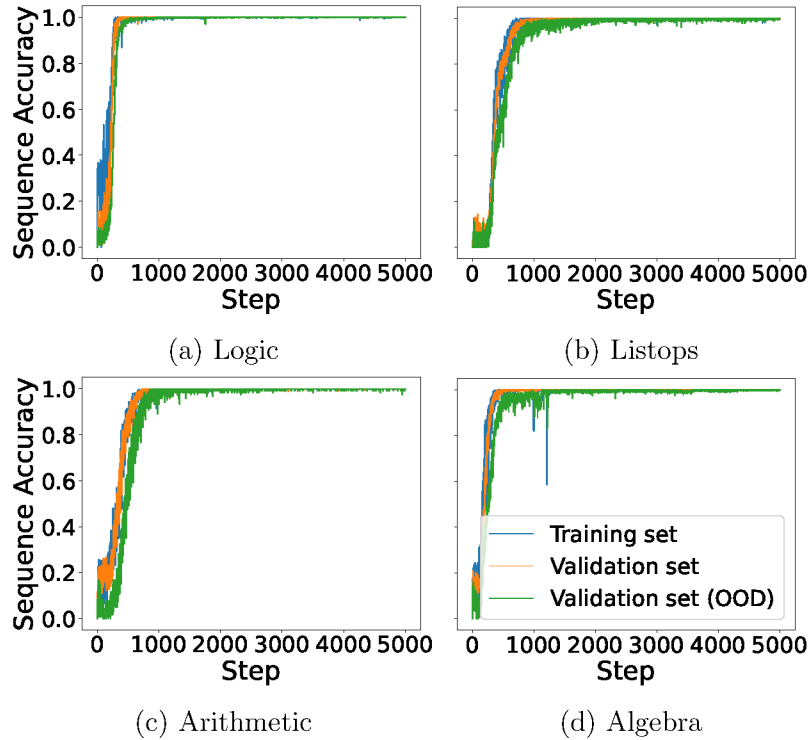 Sequence Accuracy
1.0
0.8
0.6
0.4
0.2
0.0
0 1000 2000 3000 4000 5000
Step
(a) Logic
0 1000 2000 3000 4000 5000
Step
(b) Listops
Sequence Accuracy
1.0
0.8
0.6
0.4
0.2
0.0
0 1000 2000 3000 4000 5000
Step
(c) Arithmetic
Training set
Validation set
Validation set (OOD)
0 1000 2000 3000 4000 5000
Step
(d) Algebra